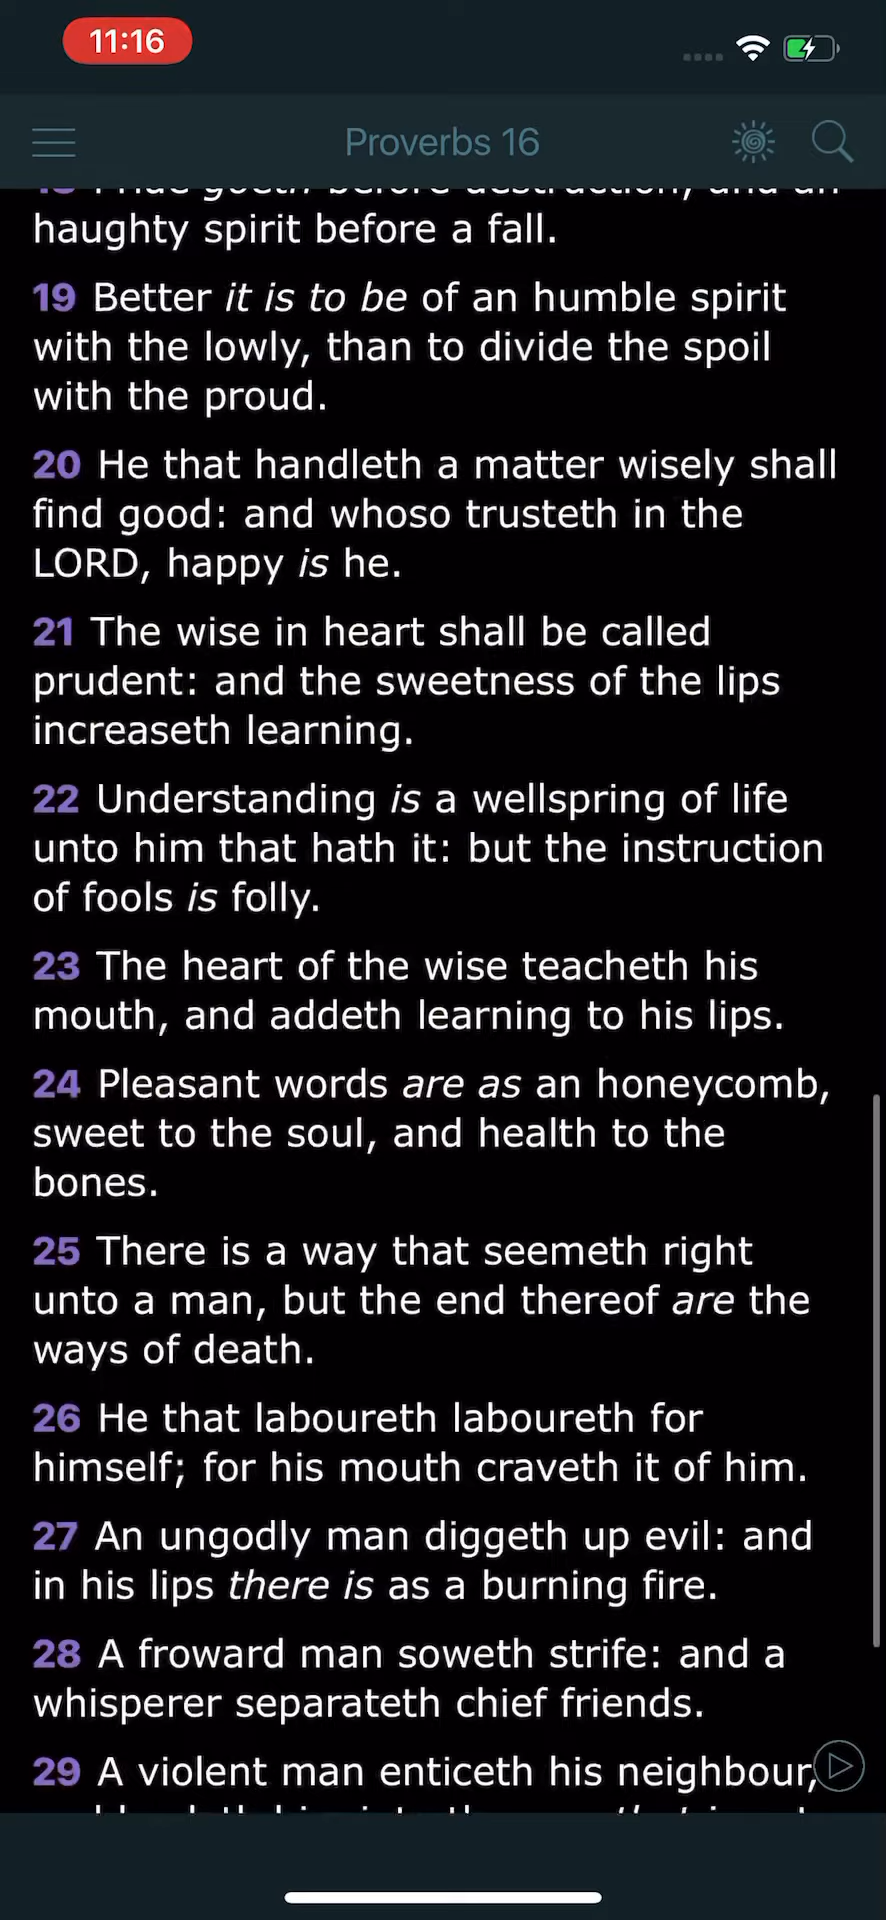 11:16
Proverbs 16
haughty spirit before a fall.
19 Better it is to be of an humble spirit
with the lowly, than to divide the spoil
with the proud.
20 He that handleth a matter wisely shall
find good: and whoso trusteth in the
LORD, happy is he.
21 The wise in heart shall be called
prudent: and the sweetness of the lips
increaseth learning.
22 Understanding is a wellspring of life
unto him that hath it: but the instruction
of fools is folly.
23 The heart of the wise teacheth his
mouth, and addeth learning to his lips.
24 Pleasant words are as an honeycomb,
sweet to the soul, and health to the
bones.
25 There is a way that seemeth right
unto a man, but the end thereof are the
ways of death.
26 He that laboureth laboureth for
himself; for his mouth craveth it of him.
27 An ungodly man diggeth up evil: and
in his lips there is as a burning fire.
28 A froward man soweth strife: and a
whisperer separateth chief friends.
29 A violent man enticeth his neighbour,